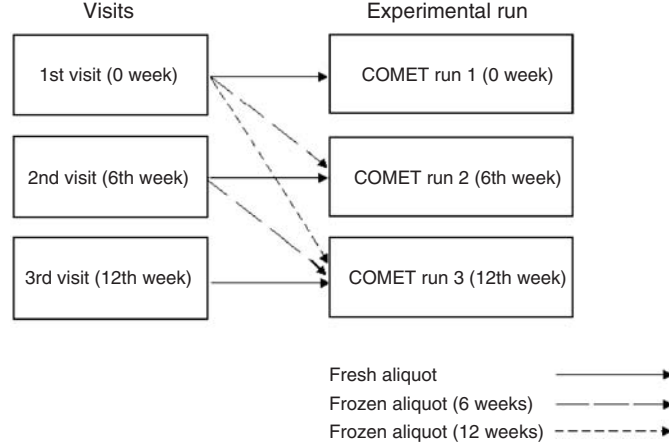 Visits
Experimental run
1st visit (0 week)
COMET run 1 (0 week)
2nd visit (6th week)
COMET run 2 (6th week)
3rd visit (12th week)
COMET run 3 (12th week)
Fresh aliquot
Frozen aliquot (6 weeks)
Frozen aliquot (12 weeks)